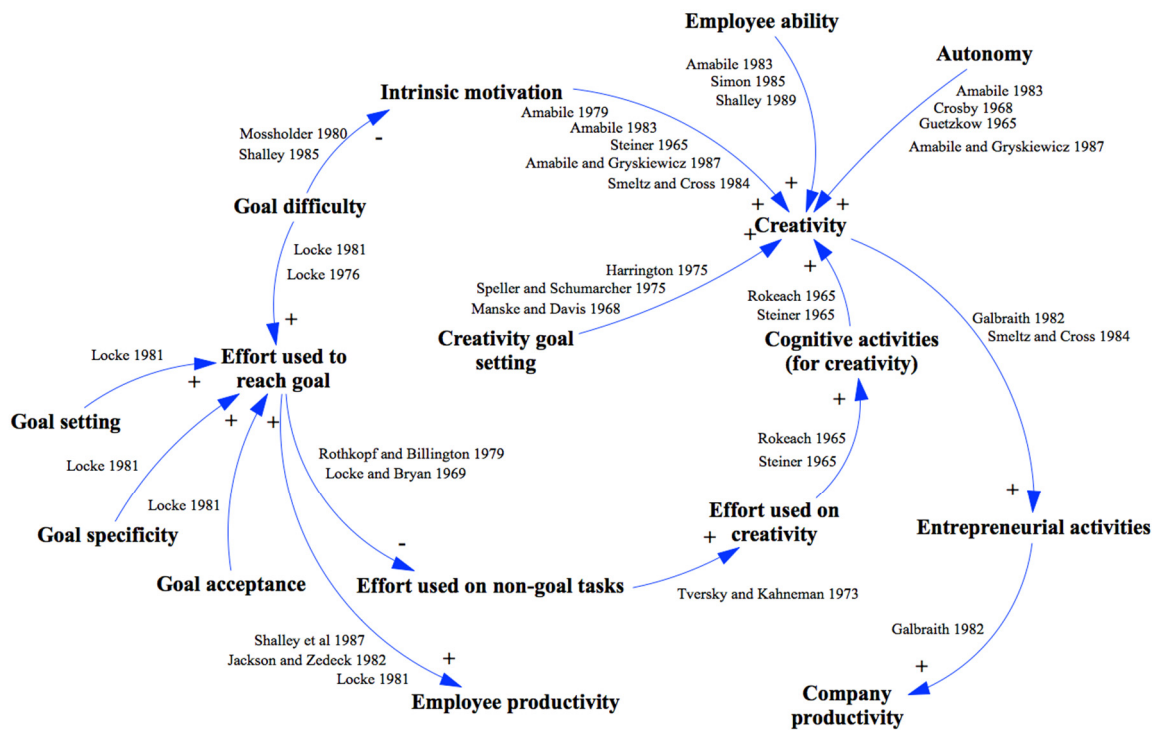 Employee ability
Autonomy
Amabile 1983
Simon 1985
Shalley 1989
Amabile 1983
Crosby 1968
Guetzkow 1965
Amabile and Gryskiewicz 1987
Intrinsic motivation
Amabile 1979
Amabile 1983
Steiner 1965
Amabile and Gryskiewicz 1987
Smeltz and Cross 1984
Mossholder 1980
Shalley 1985
-
Goal difficulty
+
+
+
+
Creativity
+
Locke 1981
Locke 1976
+
Harrington 1975
Speller and Schumarcher 1975
Manske and Davis 1968
Creativity goal
setting
Rokeach 1965
Steiner 1965
Galbraith 1982
Smeltz and Cross 1984
Cognitive activities
(for creativity)
+
Effort used to
reach goal
Locke 1981
+
Goal setting
+
+
Locke 1981
Locke 1981
Goal specificity
Goal acceptance
Rothkopf and Billington 1979
Locke and Bryan 1969
-
Effort used on non-goal tasks
Rokeach 1965
Steiner 1965
Effort used on
creativity
+
Tversky and Kahneman 1973
+
Entrepreneurial activities
Shalley et al 1987
Jackson and Zedeck 1982
Locke 1981
+
Employee productivity
Galbraith 1982
+
Company
productivity